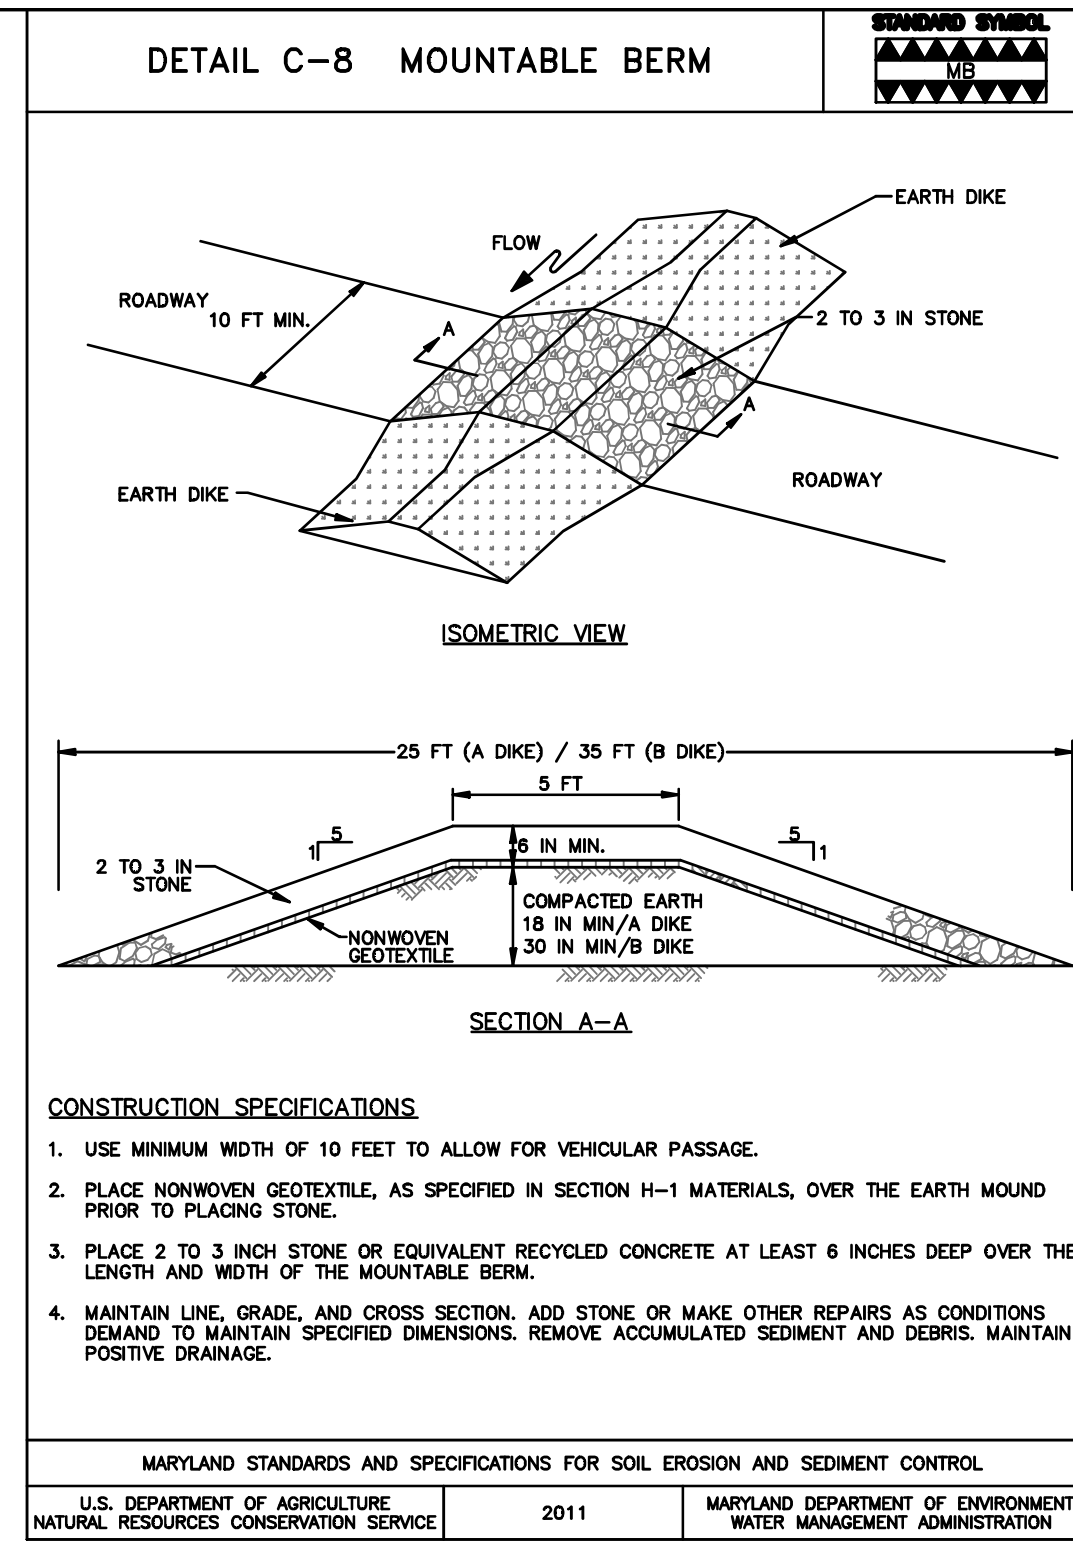 DETAIL C-8 MOUNTABLE BERM
STANDARD SYMBOL
MB
EARTH DIKE
FLOW
ROADWAY
10 FT MIN.
A
2 TO 3 IN STONE
A
ROADWAY
EARTH DIKE
ISOMETRIC VIEW
25 FT (A DIKE) / 35 FT (B DIKE)
5 FT
5
1
6 IN MIN.
5
1
2 TO 3 IN
STONE
COMPACTED EARTH
18 IN MIN/A DIKE
30 IN MIN/B DIKE
NONWOVEN
GEOTEXTILE
SECTION A-A
CONSTRUCTION SPECIFICATIONS
1. USE MINIMUM WIDTH OF 10 FEET TO ALLOW FOR VEHICULAR PASSAGE.
2. PLACE NONWOVEN GEOTEXTILE, AS SPECIFIED IN SECTION H-1 MATERIALS, OVER THE EARTH MOUND
PRIOR TO PLACING STONE.
3. PLACE 2 TO 3 INCH STONE OR EQUIVALENT RECYCLED CONCRETE AT LEAST 6 INCHES DEEP OVER THE
LENGTH AND WIDTH OF THE MOUNTABLE BERM.
4. MAINTAIN LINE, GRADE, AND CROSS SECTION. ADD STONE OR MAKE OTHER REPAIRS AS CONDITIONS
DEMAND TO MAINTAIN SPECIFIED DIMENSIONS. REMOVE ACCUMULATED SEDIMENT AND DEBRIS. MAINTAIN
POSITIVE DRAINAGE.
MARYLAND STANDARDS AND SPECIFICATIONS FOR SOIL EROSION AND SEDIMENT CONTROL
U.S. DEPARTMENT OF AGRICULTURE
NATURAL RESOURCES CONSERVATION SERVICE
2011
MARYLAND DEPARTMENT OF ENVIRONMENT
WATER MANAGEMENT ADMINISTRATION